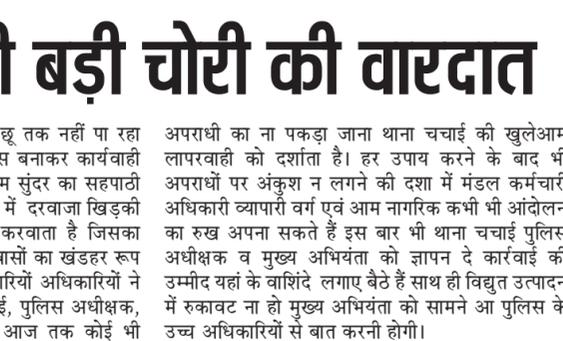 ी बड़ी चोरी की वारदात
छू तक नहीं पा रहा
स बनाकर कार्यवाही
म सुंदर का सहपाठी
में दरवाजा खिड़की
करवाता है जिसका
वासों का खंडहर रूप
ारियों अधिकारियों ने
ई, पुलिस अधीक्षक,
आज तक कोई भी
अपराधी का ना पकड़ा जाना थाना चचाई की खुलेआम
लापरवाही को दर्शाता है। हर उपाय करने के बाद भी
अपराधों पर अंकुश न लगने की दशा में मंडल कर्मचारी
अधिकारी व्यापारी वर्ग एवं आम नागरिक कभी भी आंदोलन
का रुख अपना सकते हैं इस बार भी थाना चचाई पुलिस
अधीक्षक व मुख्य अभियंता को ज्ञापन दे कार्रवाई की
उम्मीद यहां के वाशिंदे लगाए बैठे हैं साथ ही विद्युत उत्पादन
में रुकावट ना हो मुख्य अभियंता को सामने आ पुलिस के
उच्च अधिकारियों से बात करनी होगी।